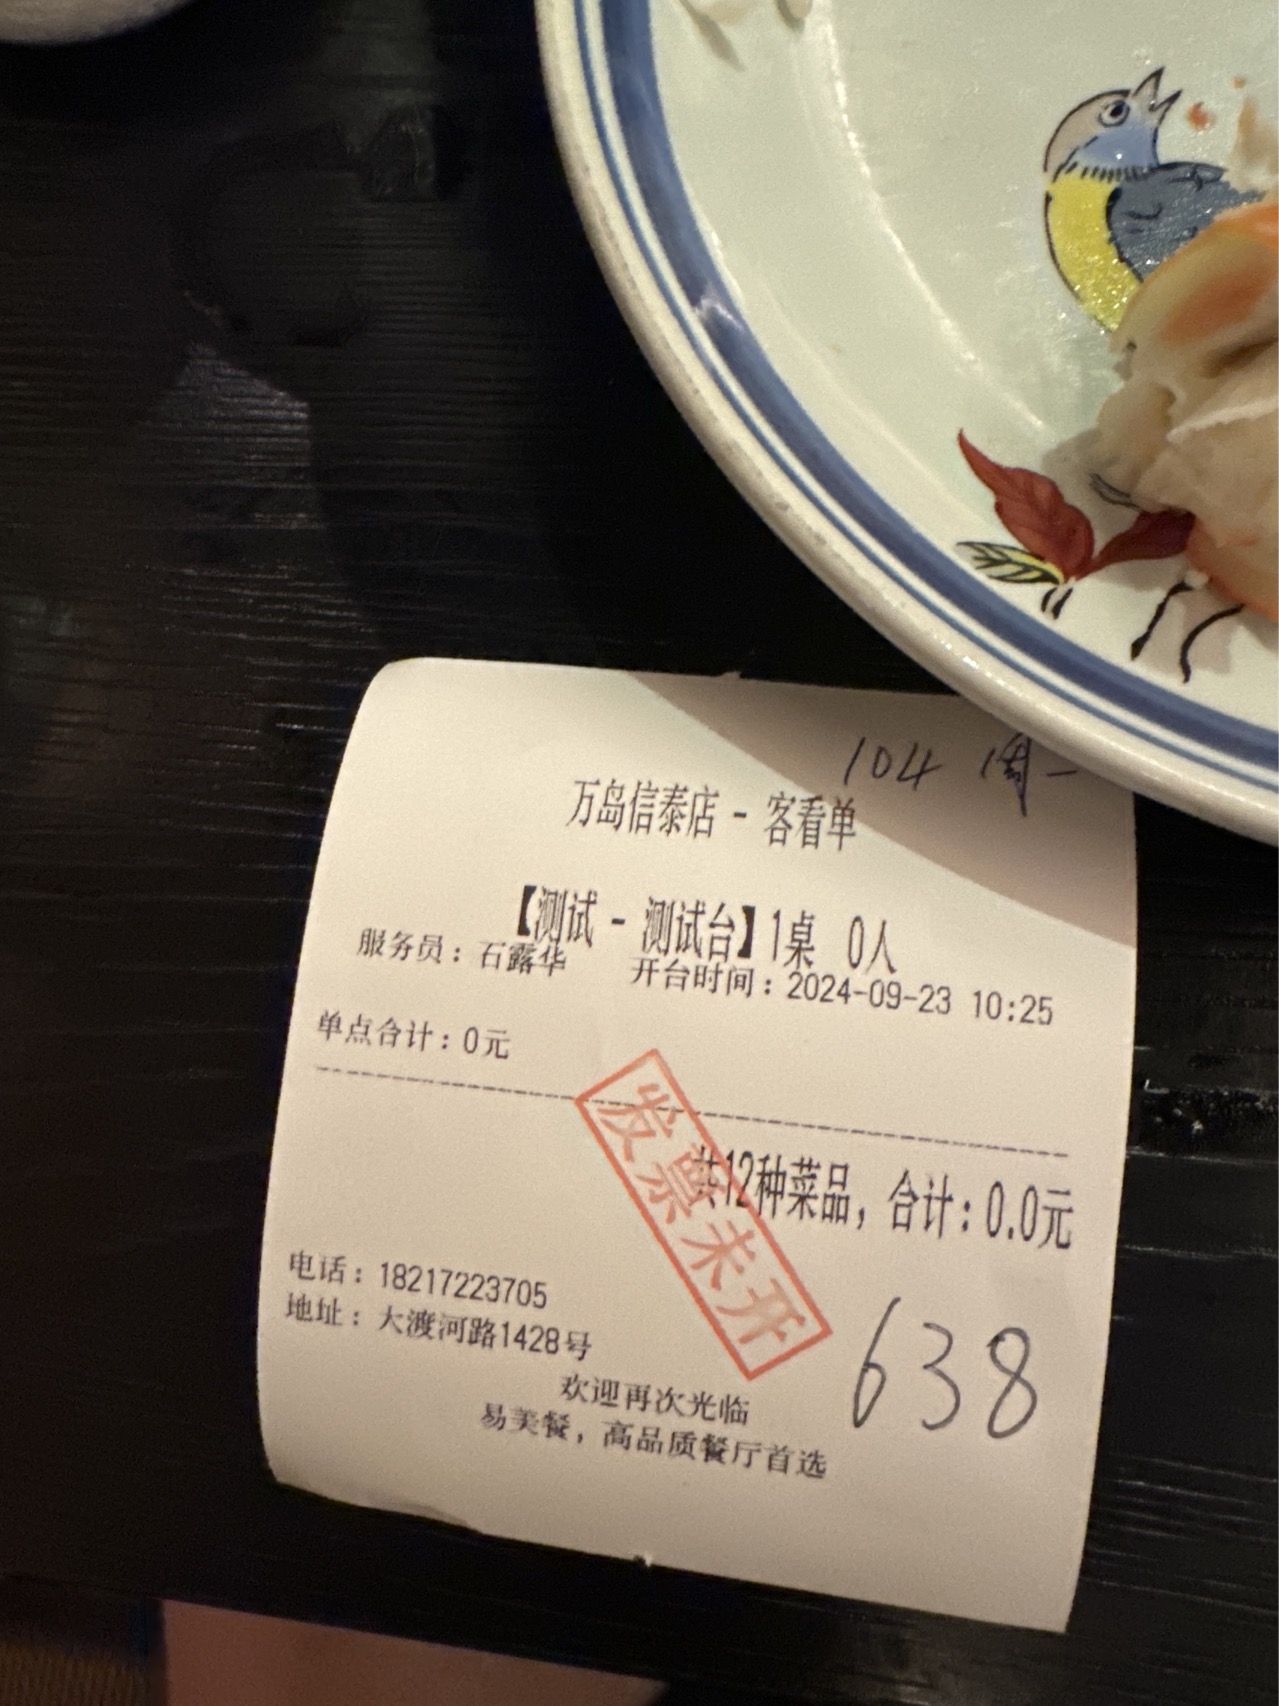 104 周一
万岛信泰店 - 客看单
【测试 - 测试台】1桌 0人
服务员：石露华 开台时间：2024-09-23 10:25
单点合计：0元
共12种菜品，合计：0.0元
发票未开
电话：18217223705
地址：大渡河路1428号
638
欢迎再次光临
易美餐，高品质餐厅首选